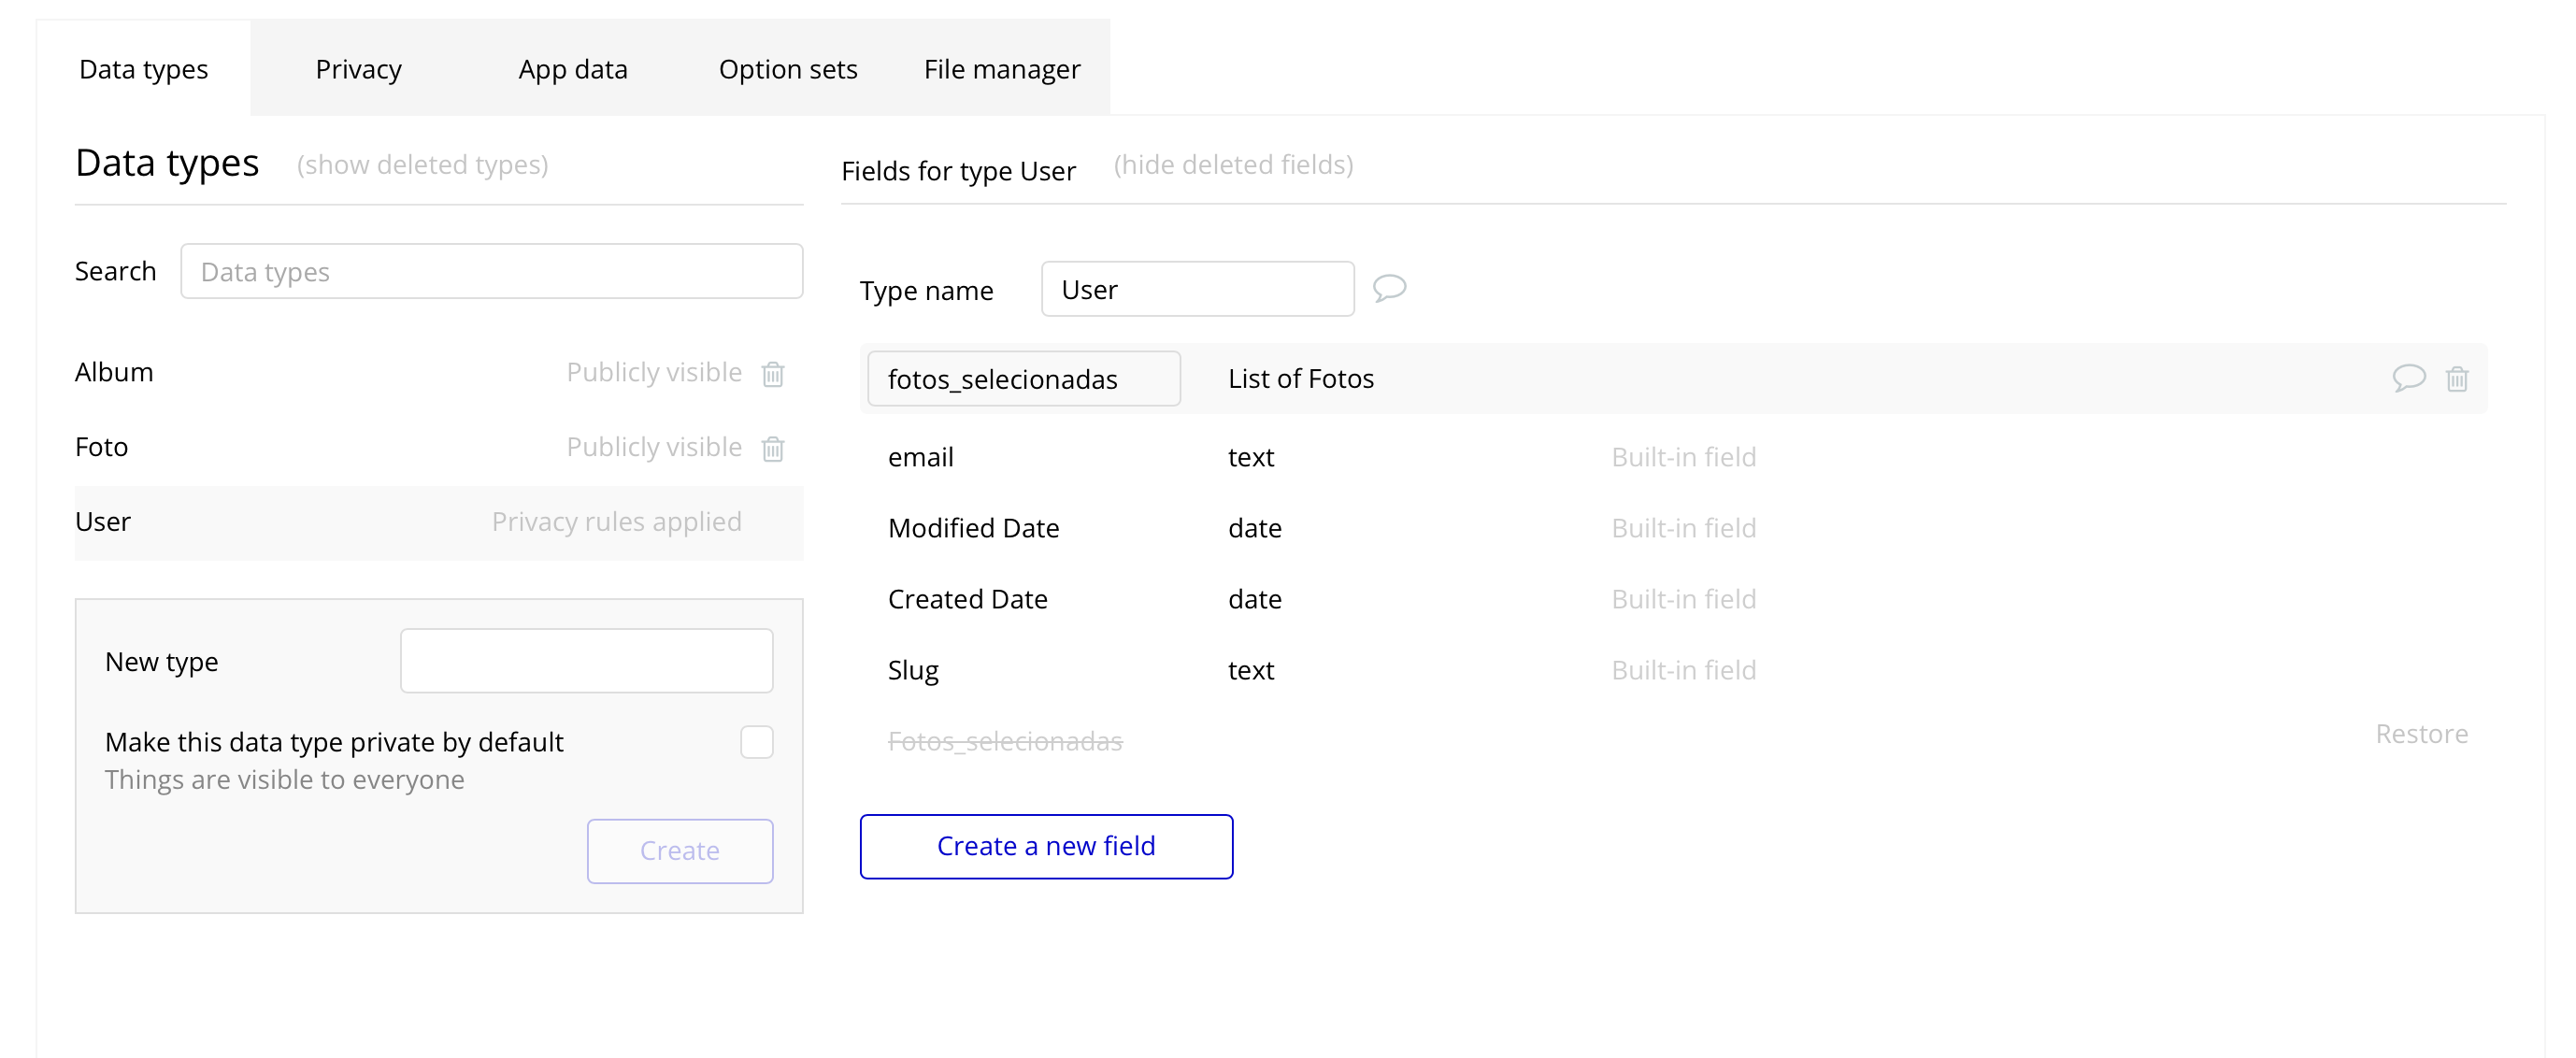 Data types
Privacy
App data
Option sets
File manager
Data types (show deleted types)
Search Data types
Album Publicly visible
Foto Publicly visible
User Privacy rules applied
New type
Make this data type private by default
Things are visible to everyone
Create
Fields for type User (hide deleted fields)
Type name User
fotos_selecionadas List of Fotos
email text Built-in field
Modified Date date Built-in field
Created Date date Built-in field
Slug text Built-in field
Fotos_selecionadas Restore
Create a new field